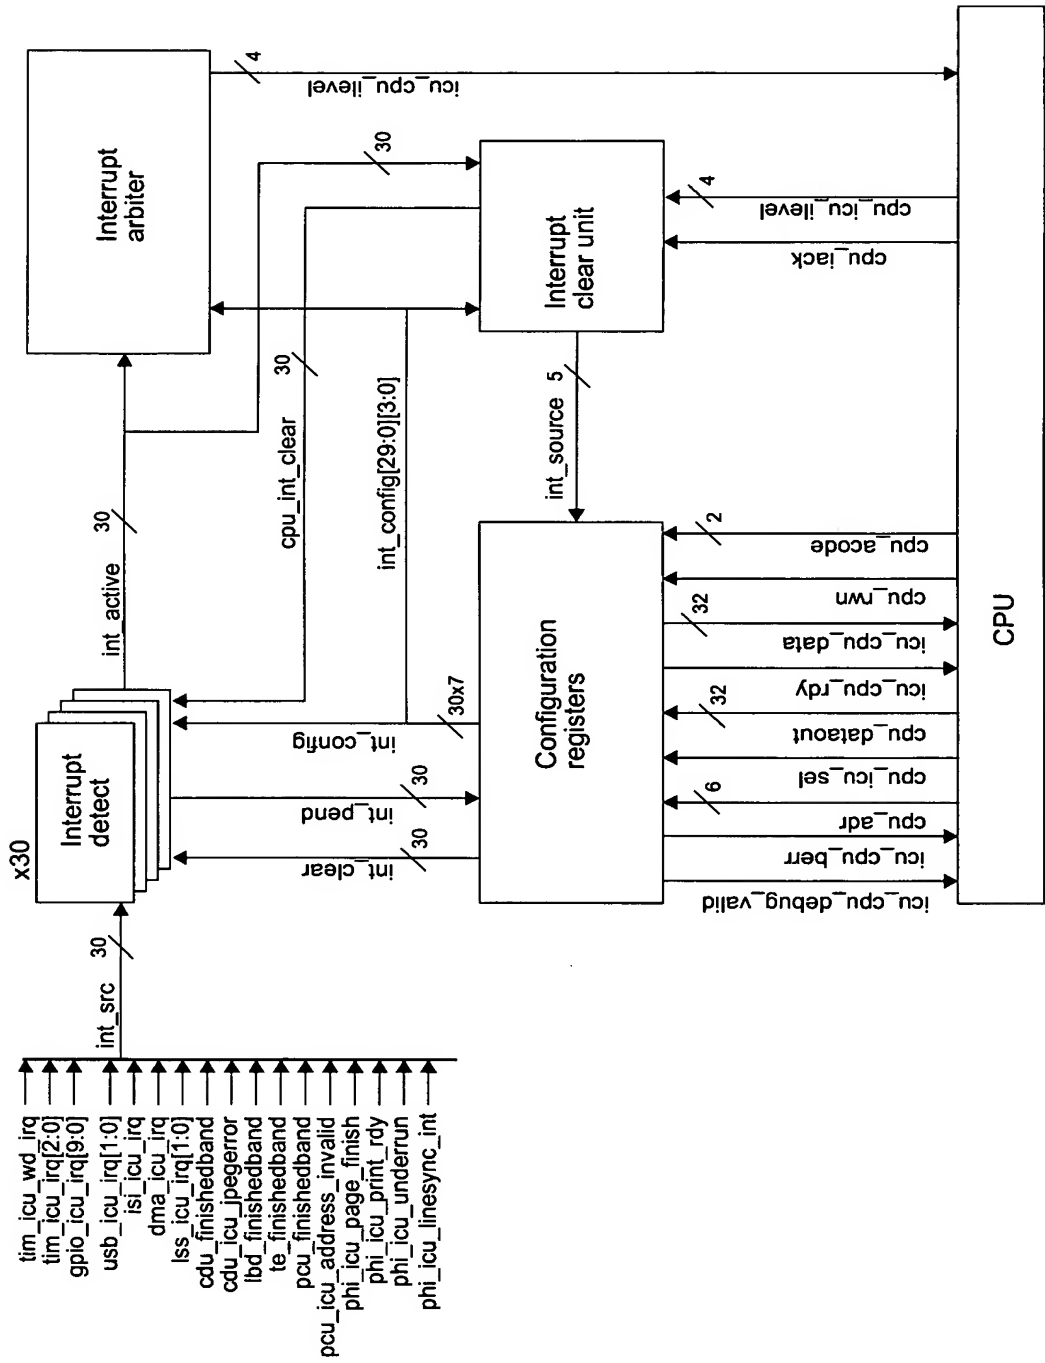 tim_icu_wd_irq
tim_icu_irq[2:0]
gpio_icu_irq[9:0]
usb_icu_irq[1:0]
isi_icu_irq
dma_icu_irq
lss_icu_irq[1:0]
cdu_finishedband
cdu_icu_jpegerror
lbd_finishedband
te_finishedband
pcu_finishedband
pcu_icu_address_invalid
phi_icu_page_finish
phi_icu_print_rdy
phi_icu_underrun
phi_icu_linesync_int
int_src
30
x30
Interrupt
detect
int_active
30
Interrupt
arbiter
4
icu_cpu_ilevel
30
cpu_int_clear
30
int_config[29:0][3:0]
int_clear
30
int_pend
30
int_config
30x7
Configuration
registers
int_source
5
Interrupt
clear unit
cpu_iack
cpu_icu_ilevel
4
icu_cpu_debug_valid
icu_cpu_berr
cpu_adr
6
cpu_icu_sel
cpu_dataout
32
icu_cpu_rdy
icu_cpu_data
32
cpu_rwn
cpu_acode
2
CPU